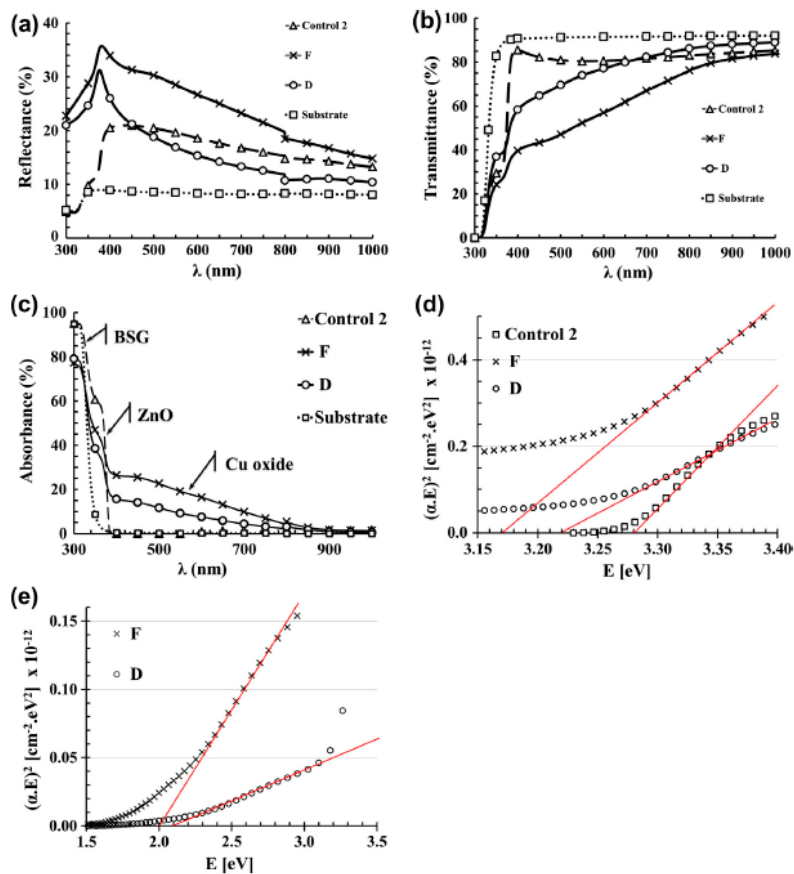 (a)
Reflectance (%)
40
30
20
10
0
300 400 500 600 700 800 900 1000
λ (nm)
Control 2
F
D
Substrate
(b)
Transmittance (%)
100
80
60
40
20
0
300 400 500 600 700 800 900 1000
λ (nm)
Control 2
F
D
Substrate
(c)
Absorbance (%)
100
80
60
40
20
0
300 500 700 900
λ (nm)
BSG
ZnO
Cu oxide
Control 2
F
D
Substrate
(d)
(α.E)² [cm⁻².eV²] x 10⁻¹²
0.4
0.2
0.0
3.15 3.20 3.25 3.30 3.35 3.40
E [eV]
Control 2
F
D
(e)
(α.E)² [cm⁻².eV²] x 10⁻¹²
0.15
0.10
0.05
0.00
1.5 2.0 2.5 3.0 3.5
E [eV]
F
D